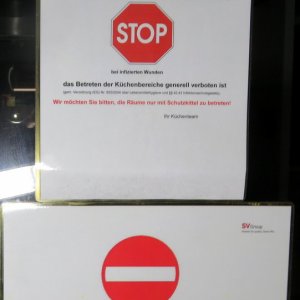 STOP
bei infizierten Wunden
das Betreten der Küchenbereiche generell verboten ist
Wir möchten Sie bitten, die Räume nur mit Schutzkittel zu betreten!
Ihr Küchenteam
SV Group